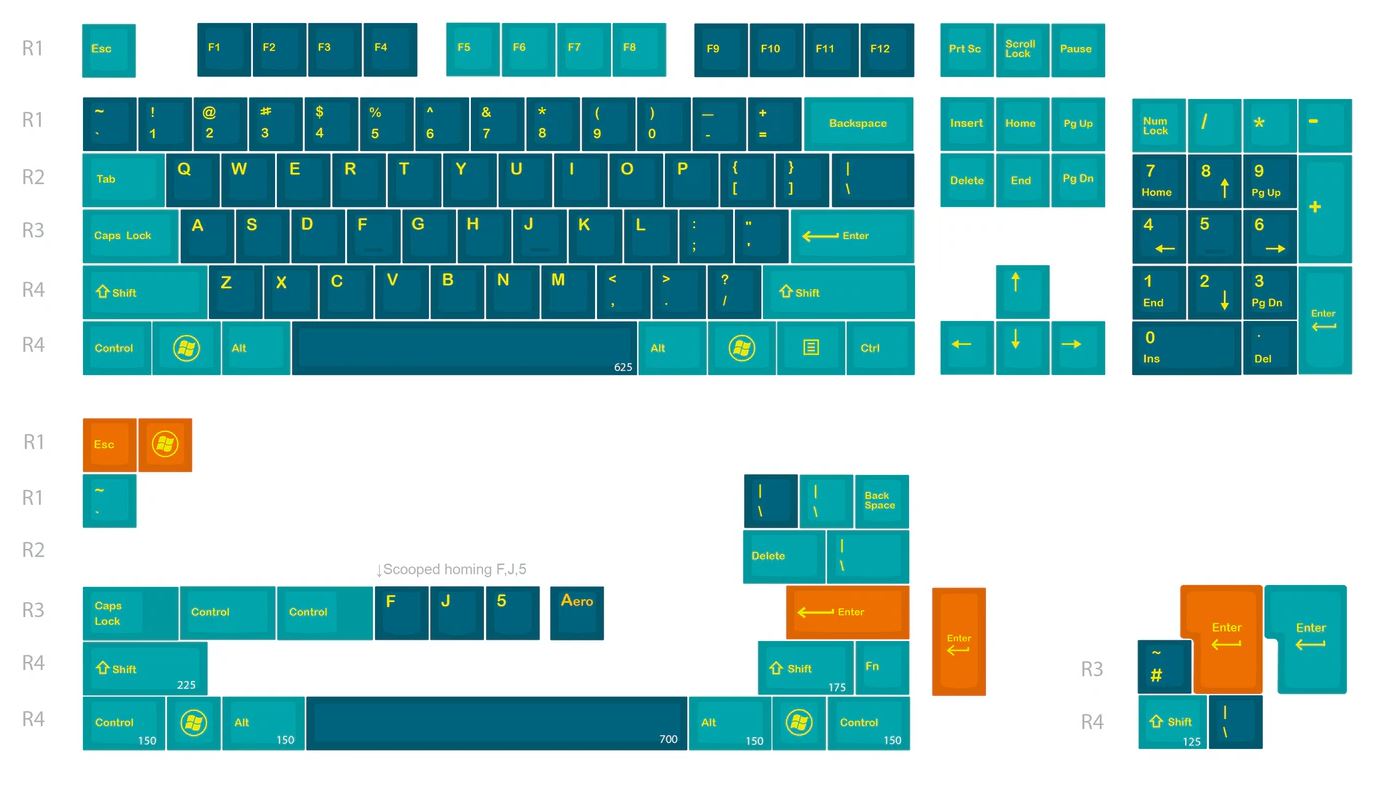 R1 Esc F1 F2 F3 F4 F5 F6 F7 F8 F9 F10 F11 F12 Prt Sc Scroll Lock Pause
R1 ~ ` ! 1 @ 2 # 3 $ 4 % 5 ^ 6 & 7 * 8 ( 9 ) 0 — - + = Backspace Insert Home Pg Up Num Lock / * -
R2 Tab Q W E R T Y U I O P { [ } ] | \ Delete End Pg Dn 7 Home 8 ↑ 9 Pg Up +
R3 Caps Lock A S D F G H J K L : ; " ' ← Enter 4 ← 5 6 →
R4 ⇧ Shift Z X C V B N M < , > . ? / ⇧ Shift ↑ 1 End 2 ↓ 3 Pg Dn Enter ←
R4 Control Alt 625 Alt Ctrl ← ↓ → 0 Ins . Del
R1 Esc
R1 ~ ` | \ | \ Back Space
R2 Delete | \
↓Scooped homing F,J,5
R3 Caps Lock Control Control F J 5 Aero ← Enter Enter ← Enter ← Enter ←
R3 ~ #
R4 ⇧ Shift 225 ⇧ Shift 175 Fn
R4 Control 150 Alt 150 700 Alt 150 Control 150
R4 ⇧ Shift 125 | \